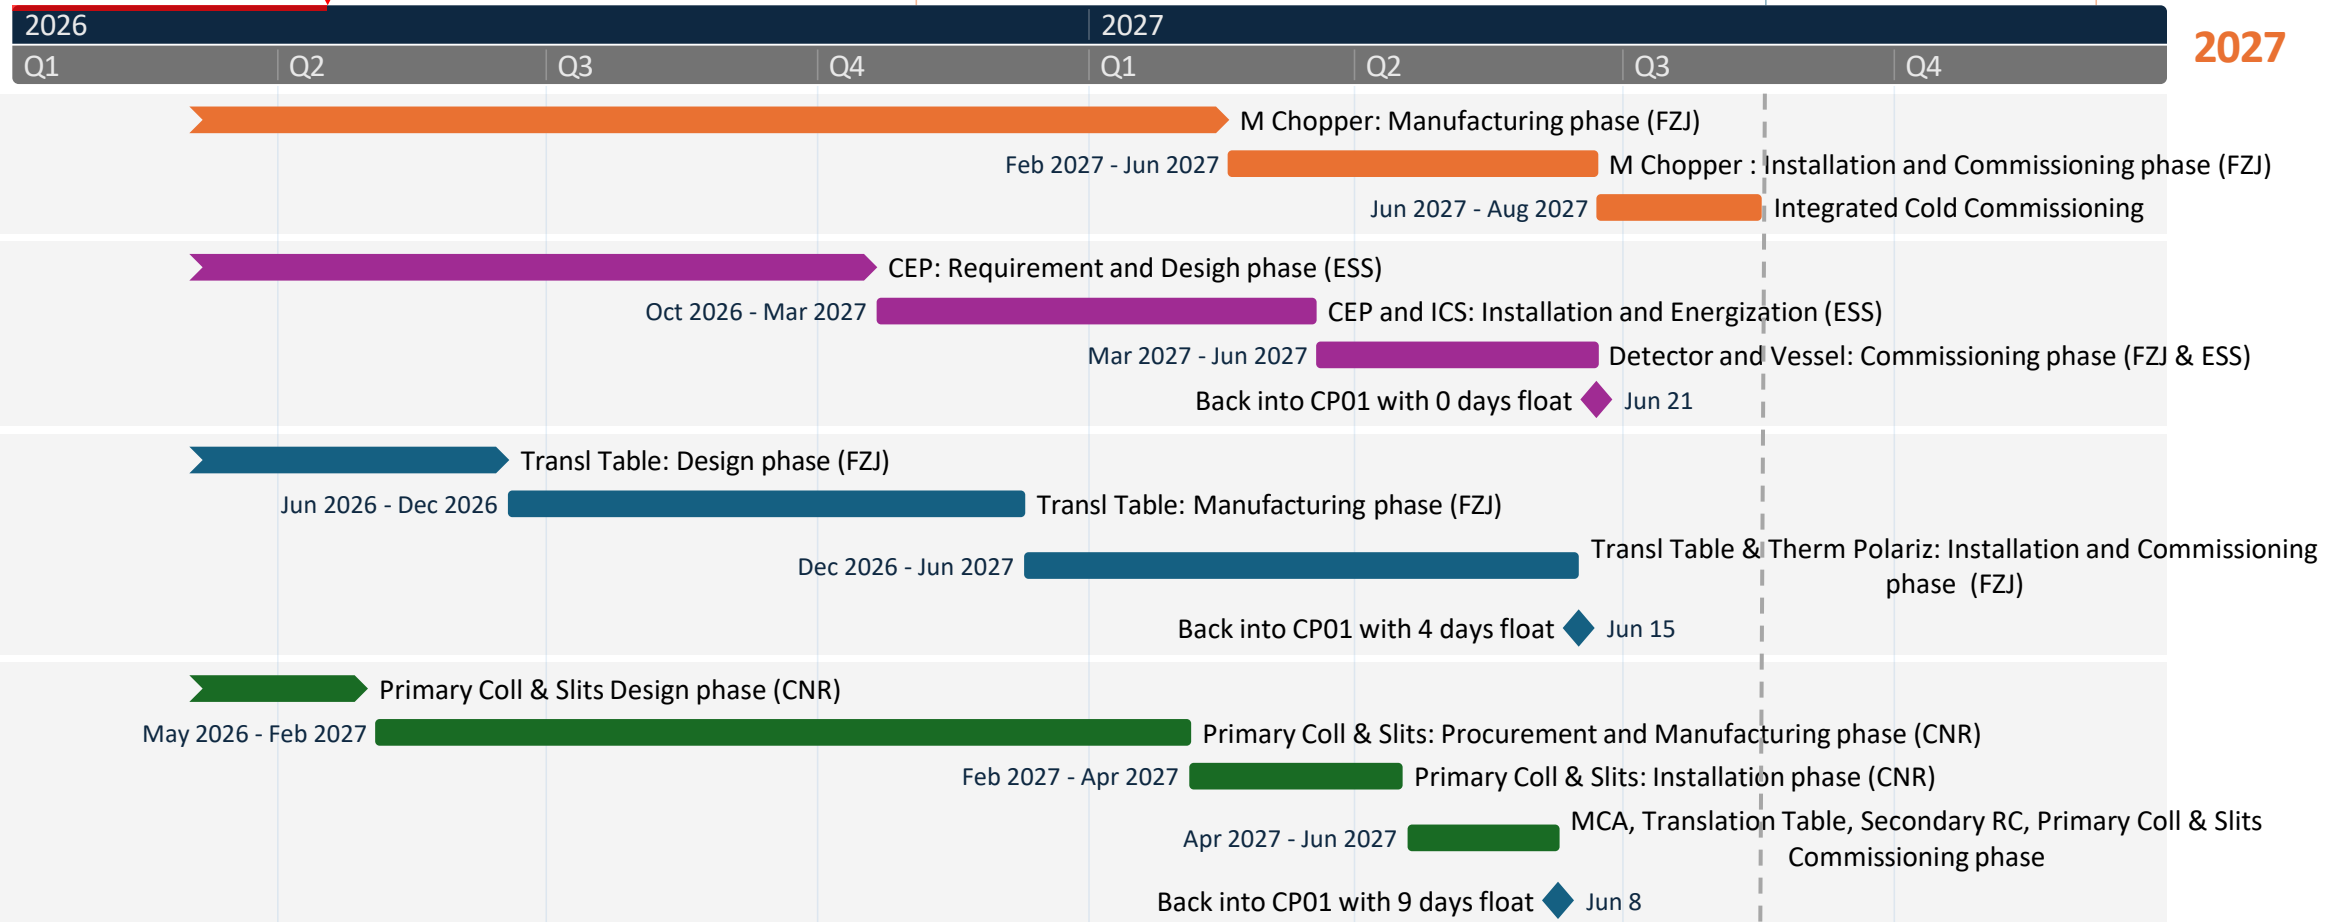 2026
2027
2027
Q1
Q2
Q3
Q4
Q1
Q2
Q3
Q4
M Chopper: Manufacturing phase (FZJ)
Feb 2027 - Jun 2027
M Chopper : Installation and Commissioning phase (FZJ)
Jun 2027 - Aug 2027
Integrated Cold Commissioning
CEP: Requirement and Desigh phase (ESS)
Oct 2026 - Mar 2027
CEP and ICS: Installation and Energization (ESS)
Mar 2027 - Jun 2027
Detector and Vessel: Commissioning phase (FZJ & ESS)
Back into CP01 with 0 days float
Jun 21
Transl Table: Design phase (FZJ)
Jun 2026 - Dec 2026
Transl Table: Manufacturing phase (FZJ)
Dec 2026 - Jun 2027
Transl Table & Therm Polariz: Installation and Commissioning
phase (FZJ)
Back into CP01 with 4 days float
Jun 15
Primary Coll & Slits Design phase (CNR)
May 2026 - Feb 2027
Primary Coll & Slits: Procurement and Manufacturing phase (CNR)
Feb 2027 - Apr 2027
Primary Coll & Slits: Installation phase (CNR)
Apr 2027 - Jun 2027
MCA, Translation Table, Secondary RC, Primary Coll & Slits
Commissioning phase
Back into CP01 with 9 days float
Jun 8